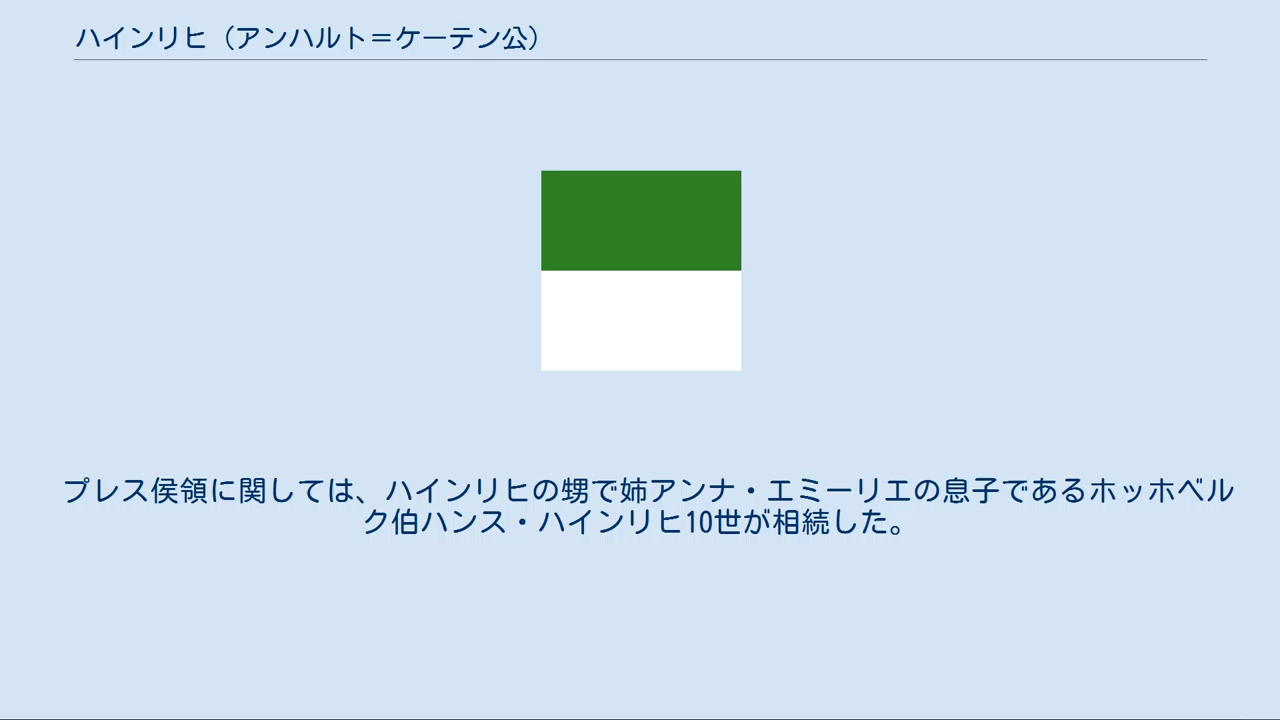 ハインリヒ（アンハルト＝ケーテン公）
プレス侯領に関しては、ハインリヒの甥で姉アンナ・エミーリエの息子であるホッホベル
ク伯ハンス・ハインリヒ10世が相続した。